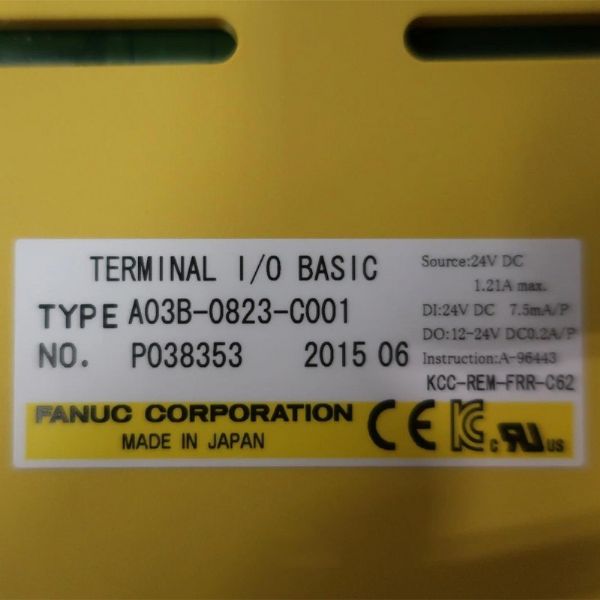 TERMINAL I/O BASIC
Source:24V DC
1.21A max.
TYPE A03B-0823-C001
DI:24V DC 7.5mA/P
DO:12-24V DC0.2A/P
NO. P038353 2015 06
Instruction:A-96443
KCC-REM-FRR-C62
FANUC CORPORATION
MADE IN JAPAN
CE
KC
c RU us